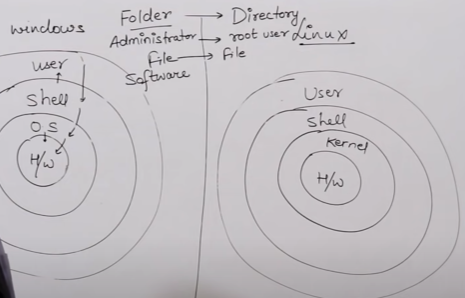 windows
Folder → Directory
Administrator → root user Linux
File → File
Software
user
Shell
O.S
H/w
User
Shell
Kernel
H/w